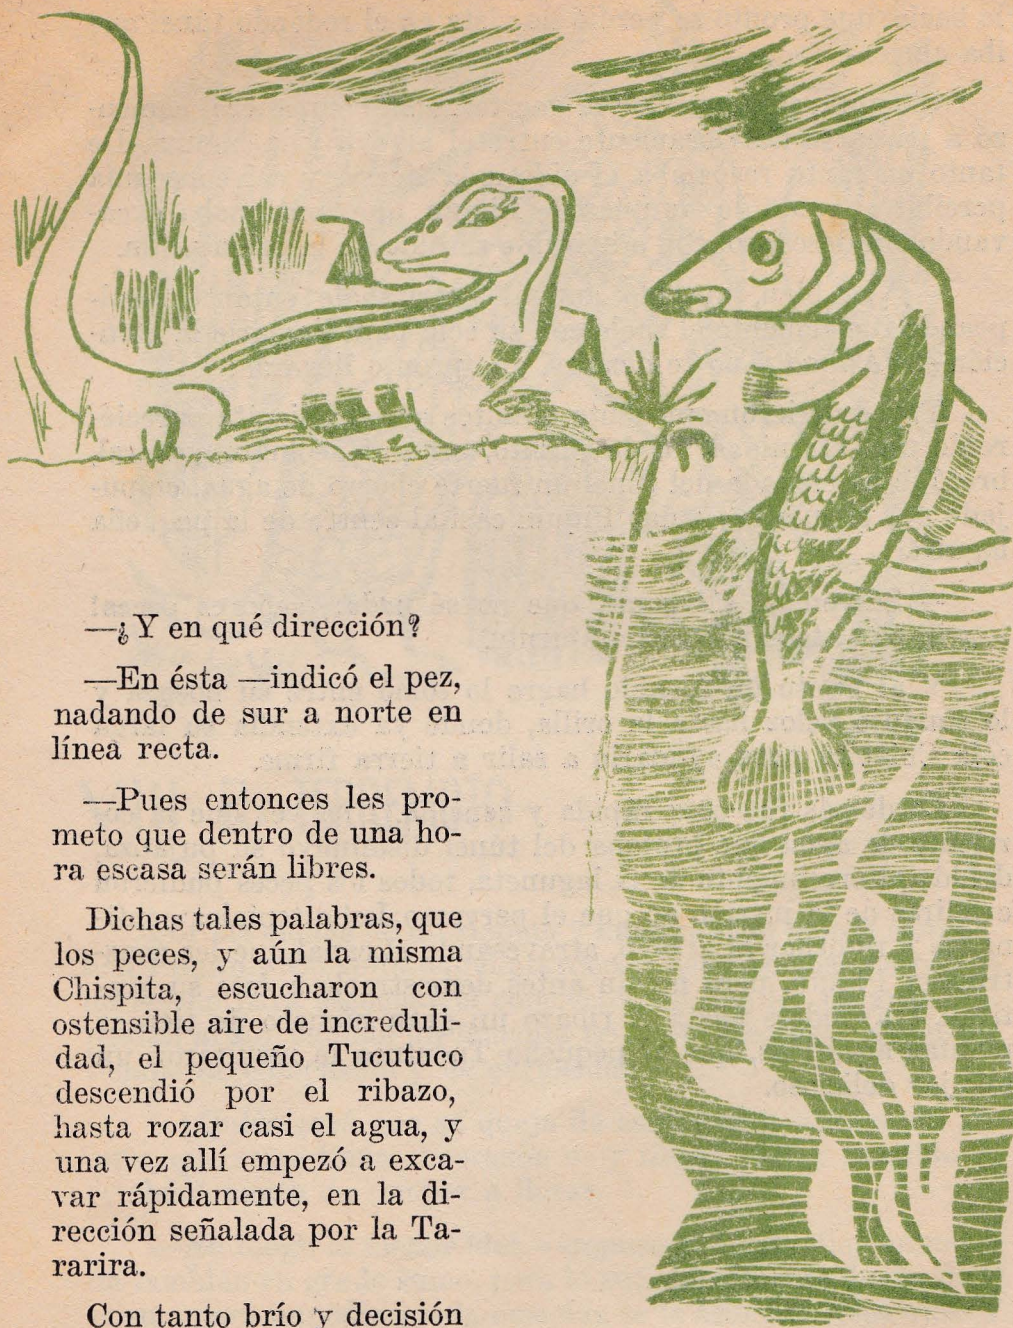 —¿Y en qué dirección?
—En ésta —indicó el pez,
nadando de sur a norte en
línea recta.
—Pues entonces les pro-
meto que dentro de una ho-
ra escasa serán libres.
Dichas tales palabras, que
los peces, y aún la misma
Chispita, escucharon con
ostensible aire de increduli-
dad, el pequeño Tucutuco
descendió por el ribazo,
hasta rozar casi el agua, y
una vez allí empezó a exca-
var rápidamente, en la di-
rección señalada por la Ta-
rarira.
Con tanto brío y decisión